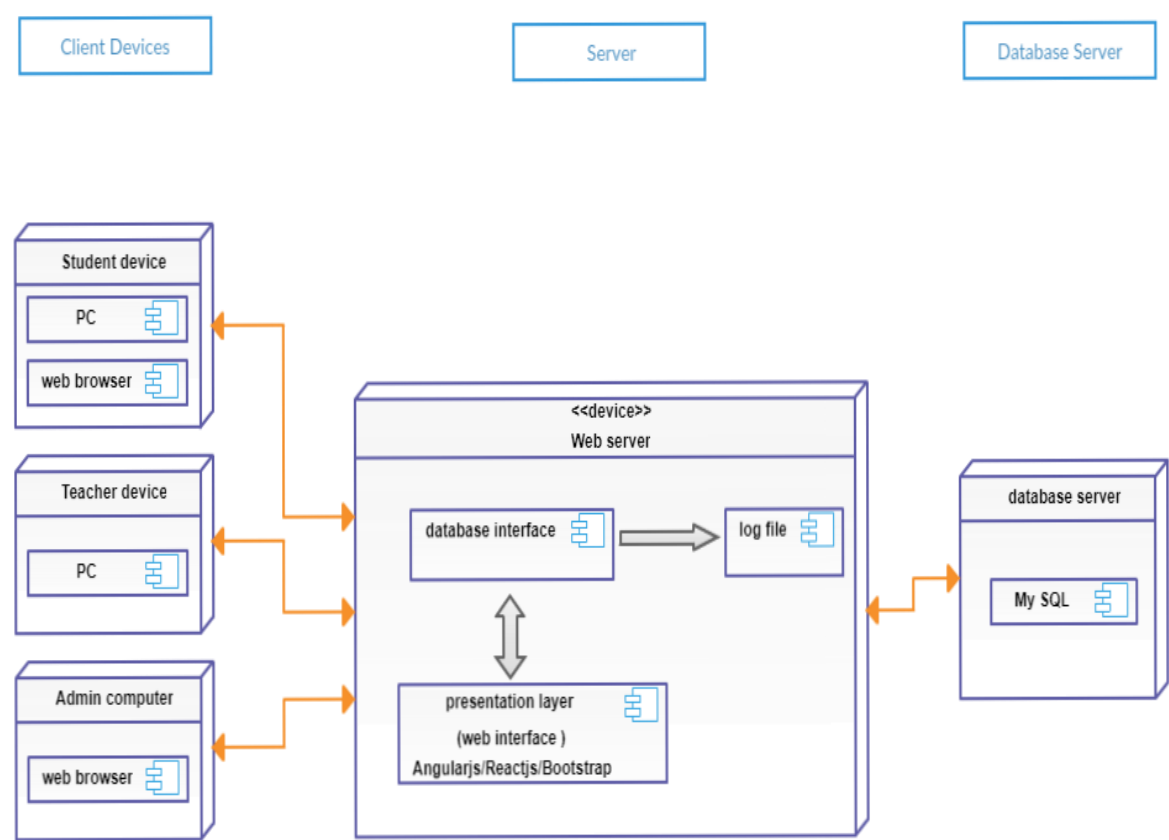 Client Devices
Server
Database Server
Student device
PC
web browser
Teacher device
PC
Admin computer
web browser
<<device>>
Web server
database interface
log file
presentation layer
(web interface )
Angularjs/Reactjs/Bootstrap
database server
My SQL